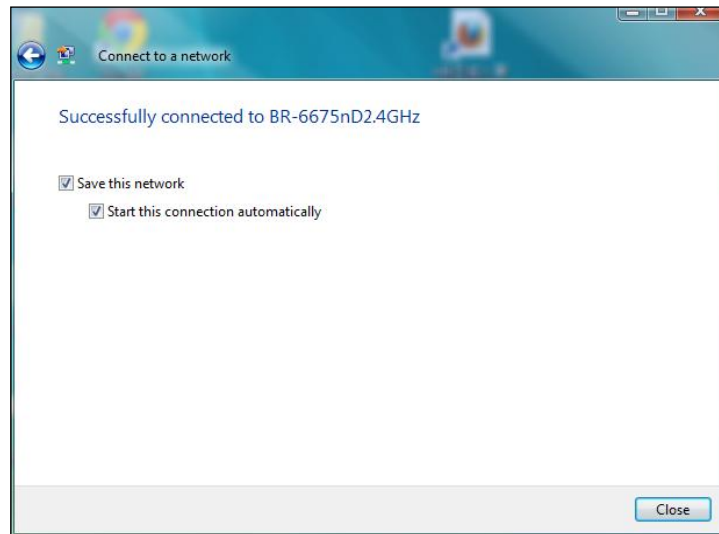 Connect to a network
Successfully connected to BR-6675nD2.4GHz
Save this network
Start this connection automatically
Close